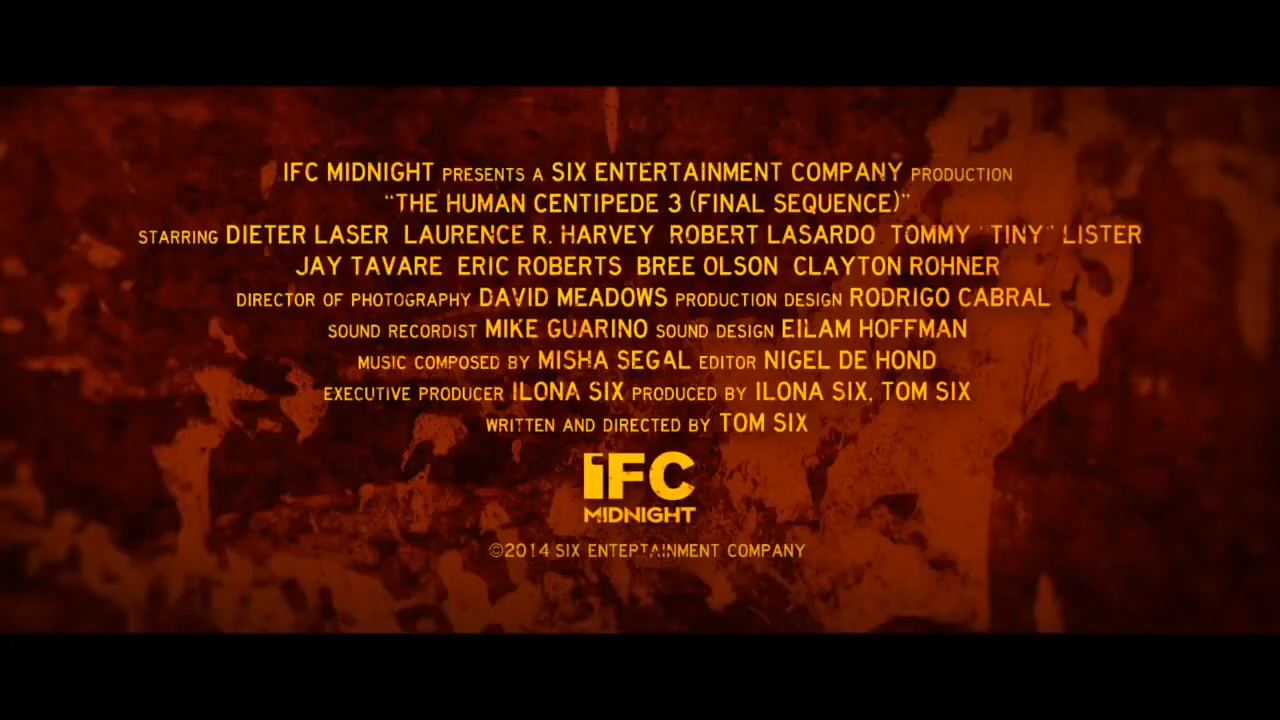 IFC MIDNIGHT PRESENTS A SIX ENTERTAINMENT COMPANY PRODUCTION
"THE HUMAN CENTIPEDE 3 (FINAL SEQUENCE)"
STARRING DIETER LASER LAURENCE R. HARVEY ROBERT LASARDO TOMMY "TINY" LISTER
JAY TAVARE ERIC ROBERTS BREE OLSON CLAYTON ROHNER
DIRECTOR OF PHOTOGRAPHY DAVID MEADOWS PRODUCTION DESIGN RODRIGO CABRAL
SOUND RECORDIST MIKE GUARINO SOUND DESIGN EILAM HOFFMAN
MUSIC COMPOSED BY MISHA SEGAL EDITOR NIGEL DE HOND
EXECUTIVE PRODUCER ILONA SIX PRODUCED BY ILONA SIX, TOM SIX
WRITTEN AND DIRECTED BY TOM SIX
IFC
MIDNIGHT
©2014 SIX ENTERTAINMENT COMPANY